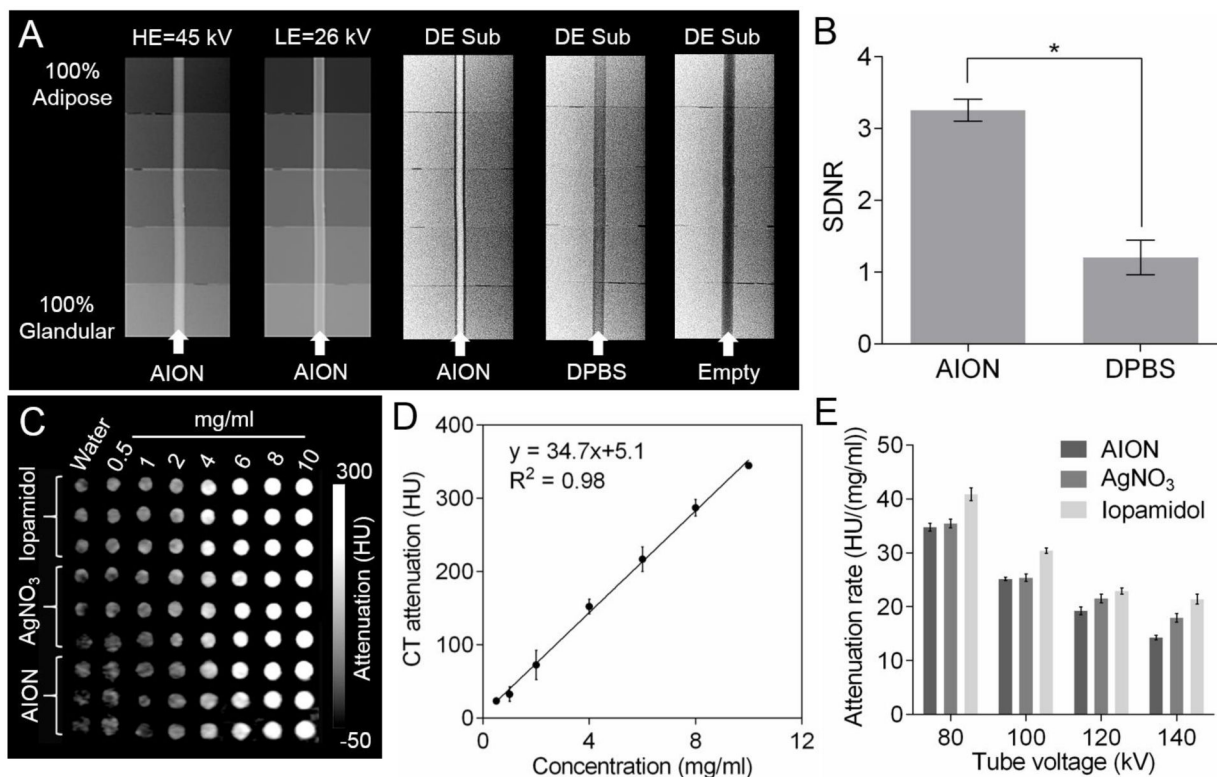 A
HE=45 kV
LE=26 kV
DE Sub
DE Sub
DE Sub
100%
Adipose
100%
Glandular
AION
AION
AION
DPBS
Empty
B
4
3
2
1
0
SDNR
*
AION
DPBS
C
mg/ml
Water
0.5
1
2
4
6
8
10
Iopamidol
AgNO₃
AION
300
Attenuation (HU)
-50
D
400
300
200
100
0
CT attenuation (HU)
y = 34.7x+5.1
R² = 0.98
0
4
8
12
Concentration (mg/ml)
E
50
40
30
20
10
0
Attenuation rate (HU/(mg/ml))
AION
AgNO₃
Iopamidol
80
100
120
140
Tube voltage (kV)